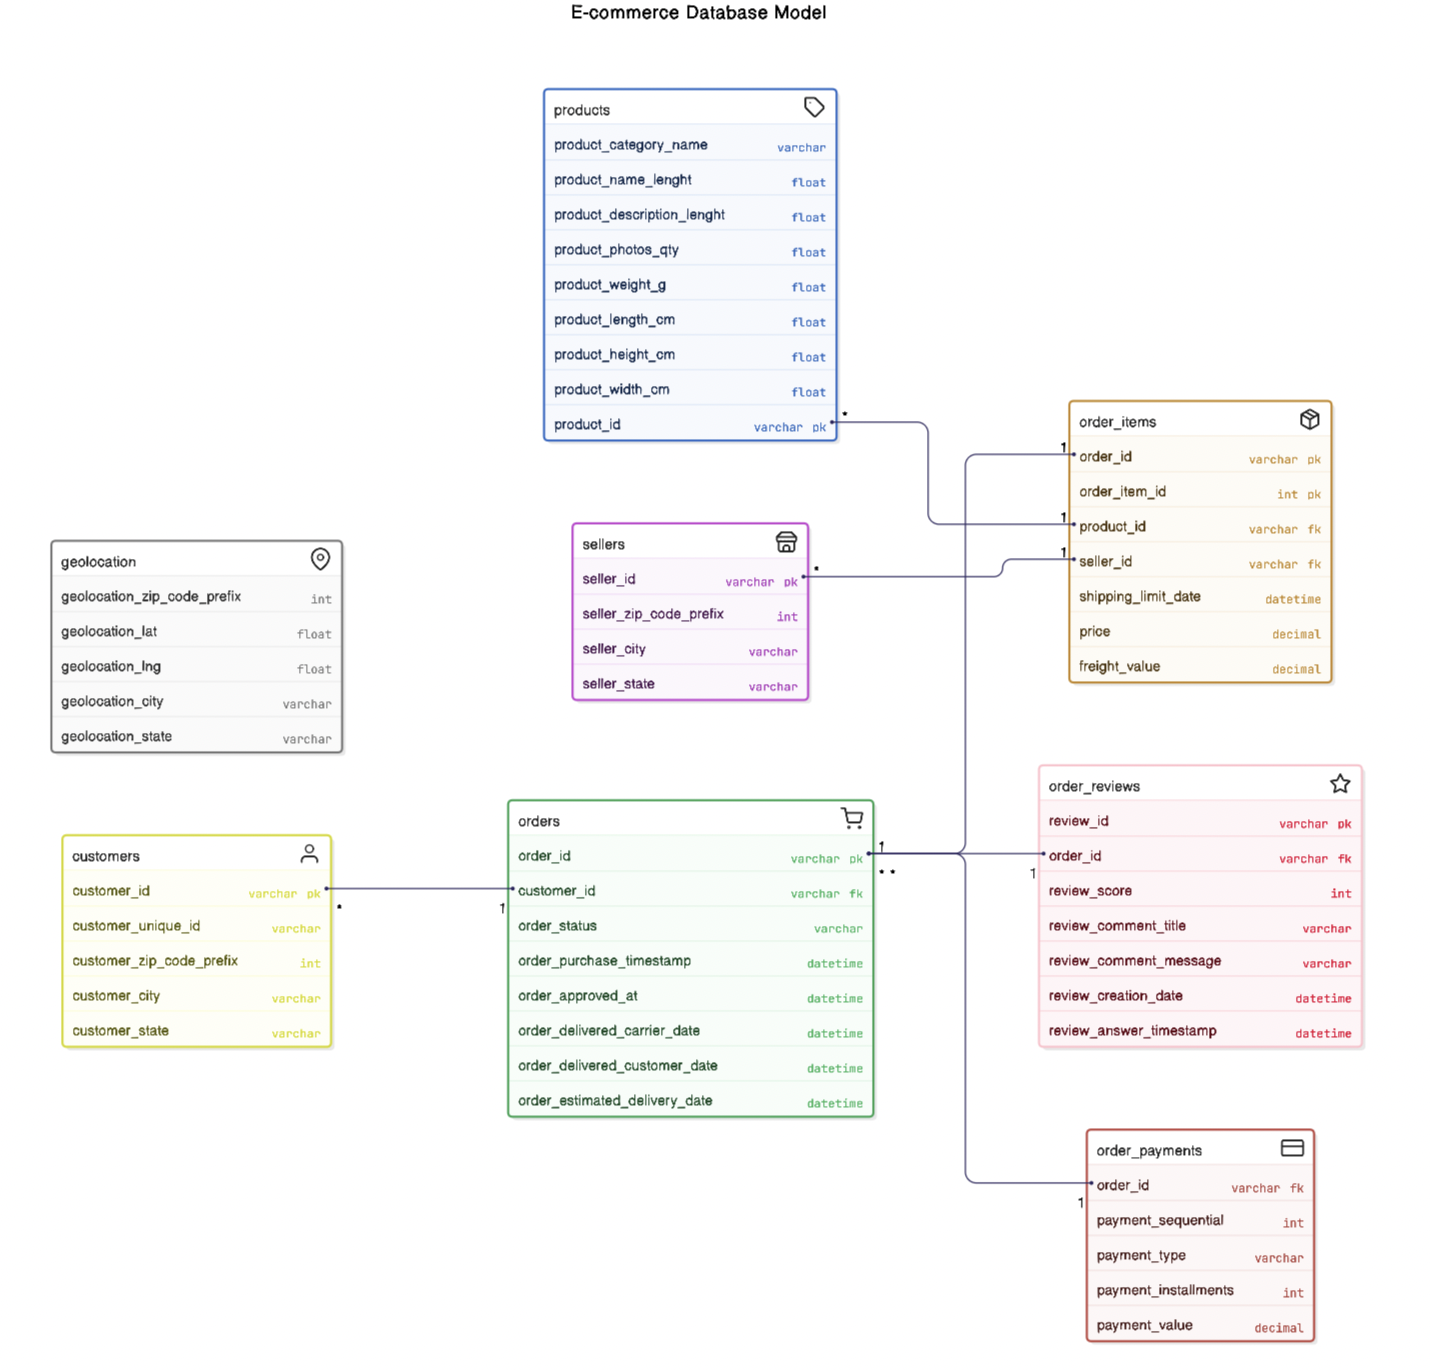 E-commerce Database Model
products
product_category_name varchar
product_name_lenght float
product_description_lenght float
product_photos_qty float
product_weight_g float
product_length_cm float
product_height_cm float
product_width_cm float
product_id varchar pk
*
order_items
1 order_id varchar pk
order_item_id int pk
1 product_id varchar fk
1 seller_id varchar fk
shipping_limit_date datetime
price decimal
freight_value decimal
sellers
seller_id varchar pk
*
seller_zip_code_prefix int
seller_city varchar
seller_state varchar
geolocation
geolocation_zip_code_prefix int
geolocation_lat float
geolocation_lng float
geolocation_city varchar
geolocation_state varchar
customers
customer_id varchar pk
*
customer_unique_id varchar
customer_zip_code_prefix int
customer_city varchar
customer_state varchar
orders
order_id varchar pk
1
* *
customer_id varchar fk
1
order_status varchar
order_purchase_timestamp datetime
order_approved_at datetime
order_delivered_carrier_date datetime
order_delivered_customer_date datetime
order_estimated_delivery_date datetime
order_reviews
review_id varchar pk
order_id varchar fk
1
review_score int
review_comment_title varchar
review_comment_message varchar
review_creation_date datetime
review_answer_timestamp datetime
order_payments
order_id varchar fk
1
payment_sequential int
payment_type varchar
payment_installments int
payment_value decimal